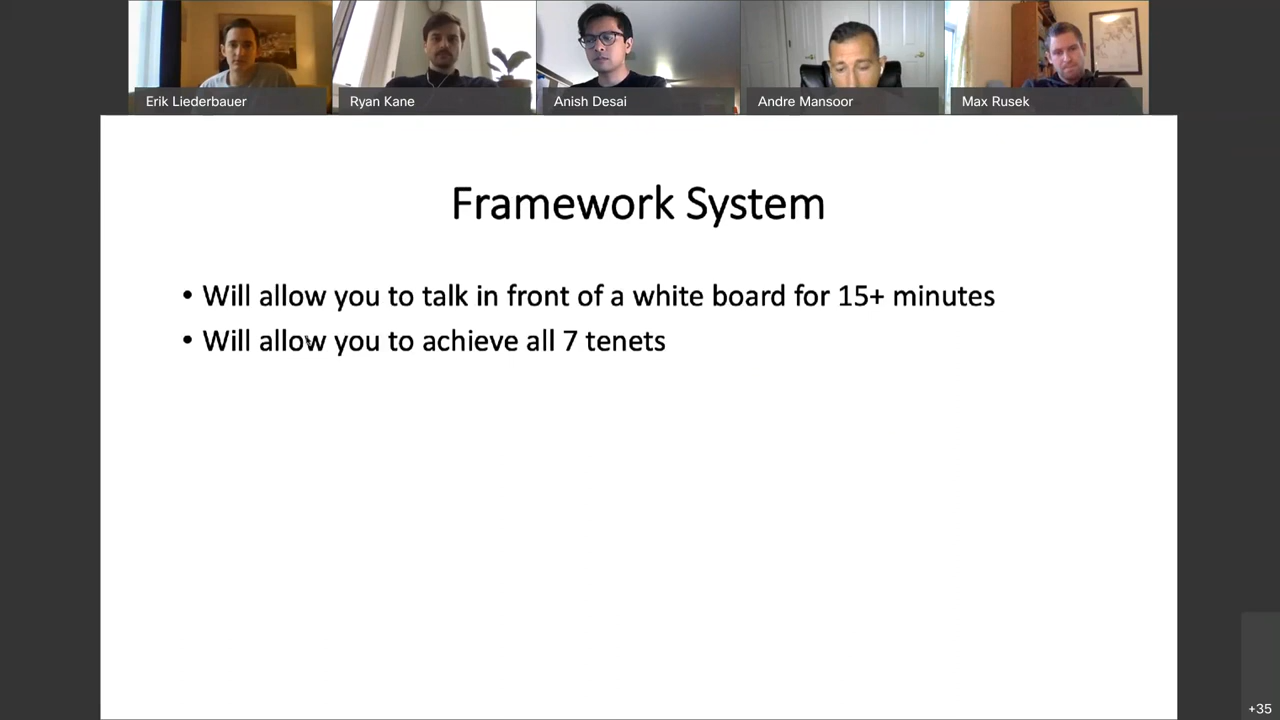 Erik Liederbauer
Ryan Kane
Anish Desai
Andre Mansoor
Max Rusek
Framework System
• Will allow you to talk in front of a white board for 15+ minutes
• Will allow you to achieve all 7 tenets
+35